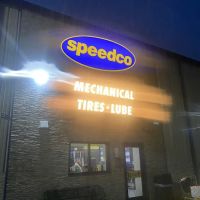 speedco
MECHANICAL
TIRES • LUBE